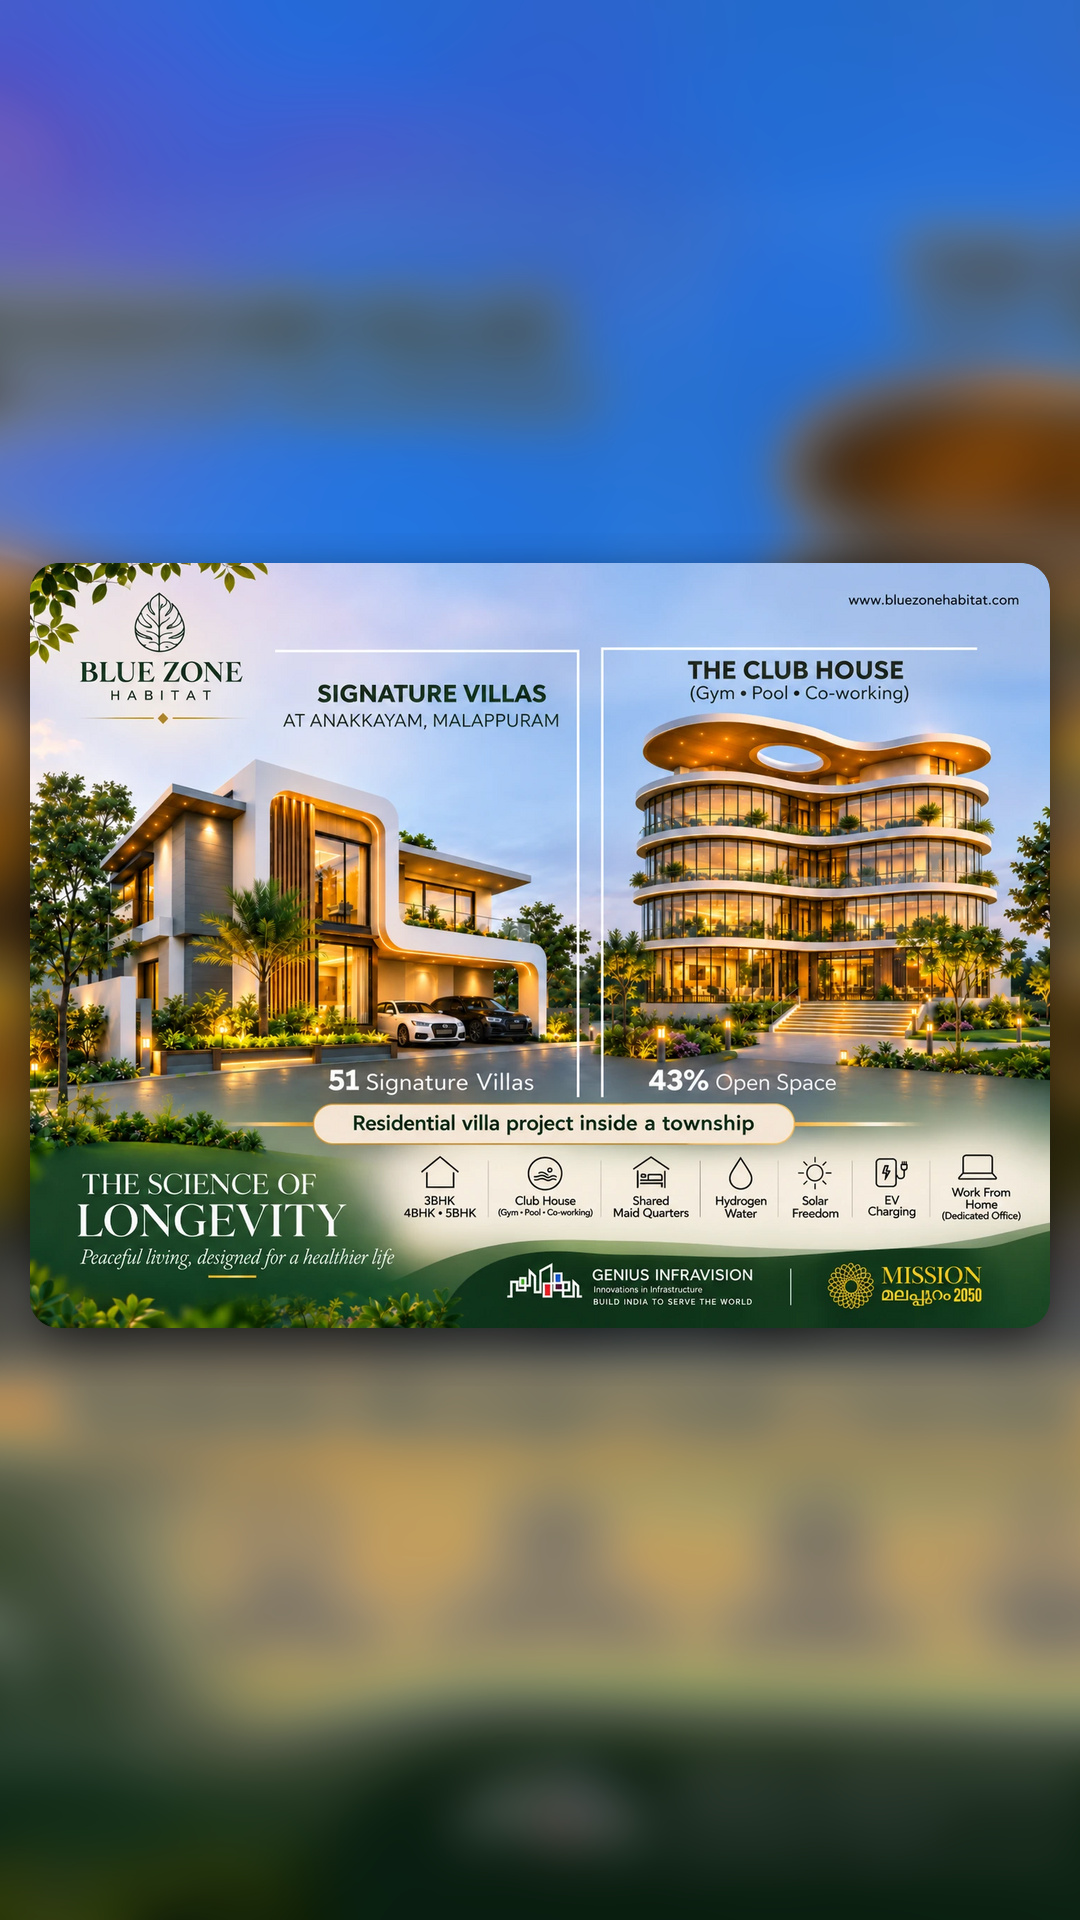 BLUE ZONE
HABITAT
www.bluezonehabitat.com
SIGNATURE VILLAS
AT ANAKKAYAM, MALAPPURAM
THE CLUB HOUSE
(Gym • Pool • Co-working)
51 Signature Villas
43% Open Space
Residential villa project inside a township
THE SCIENCE OF
LONGEVITY
Peaceful living, designed for a healthier life
3BHK
4BHK • 5BHK
Club House
(Gym • Pool • Co-working)
Shared
Maid Quarters
Hydrogen
Water
Solar
Freedom
EV
Charging
Work From
Home
(Dedicated Office)
GENIUS INFRAVISION
Innovations in Infrastructure
BUILD INDIA TO SERVE THE WORLD
MISSION
മലപ്പുറം 2050